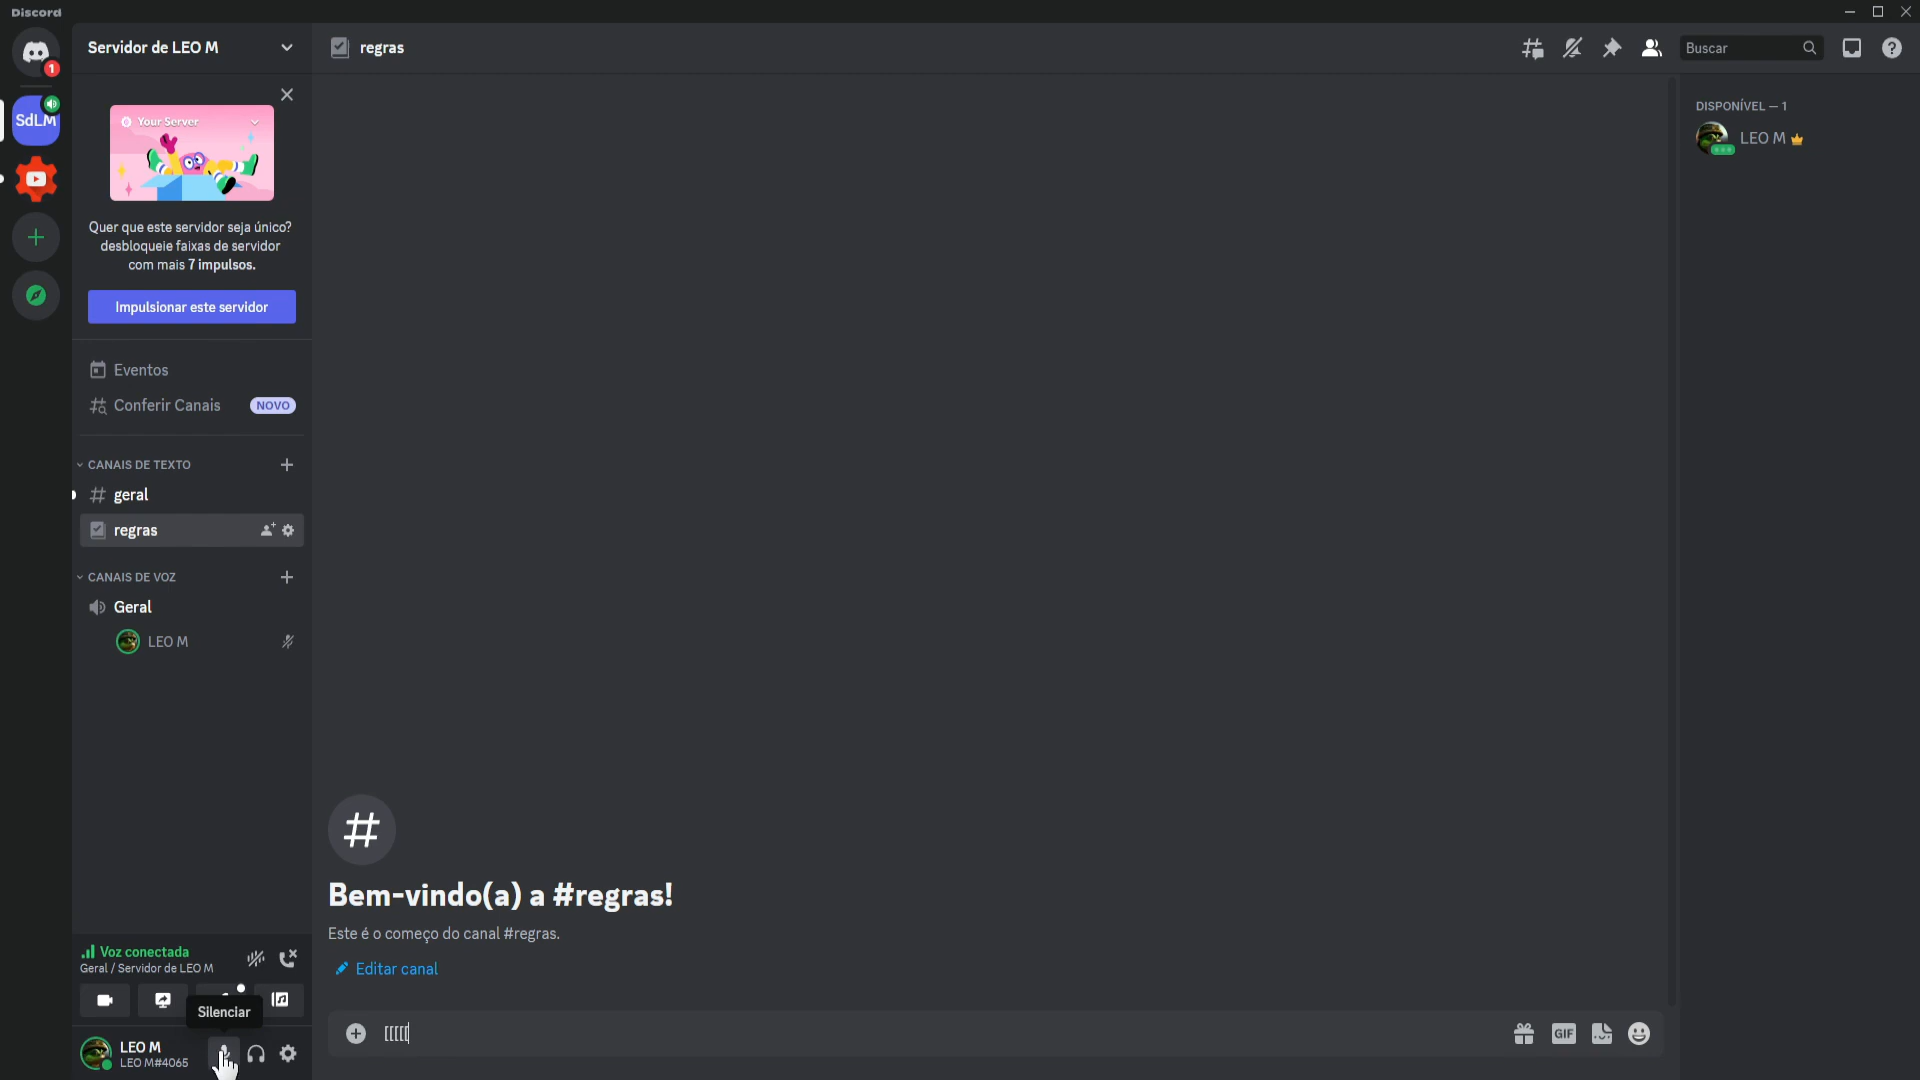 Discord
1
SdLM
Servidor de LEO M
Your Server
Quer que este servidor seja único?
desbloqueie faixas de servidor
com mais 7 impulsos.
Impulsionar este servidor
Eventos
Conferir Canais
NOVO
CANAIS DE TEXTO
geral
regras
CANAIS DE VOZ
Geral
LEO M
Voz conectada
Geral / Servidor de LEO M
Silenciar
LEO M
LEO M#4065
regras
Buscar
#
Bem-vindo(a) a #regras!
Este é o começo do canal #regras.
Editar canal
[[[[[
GIF
DISPONÍVEL — 1
LEO M